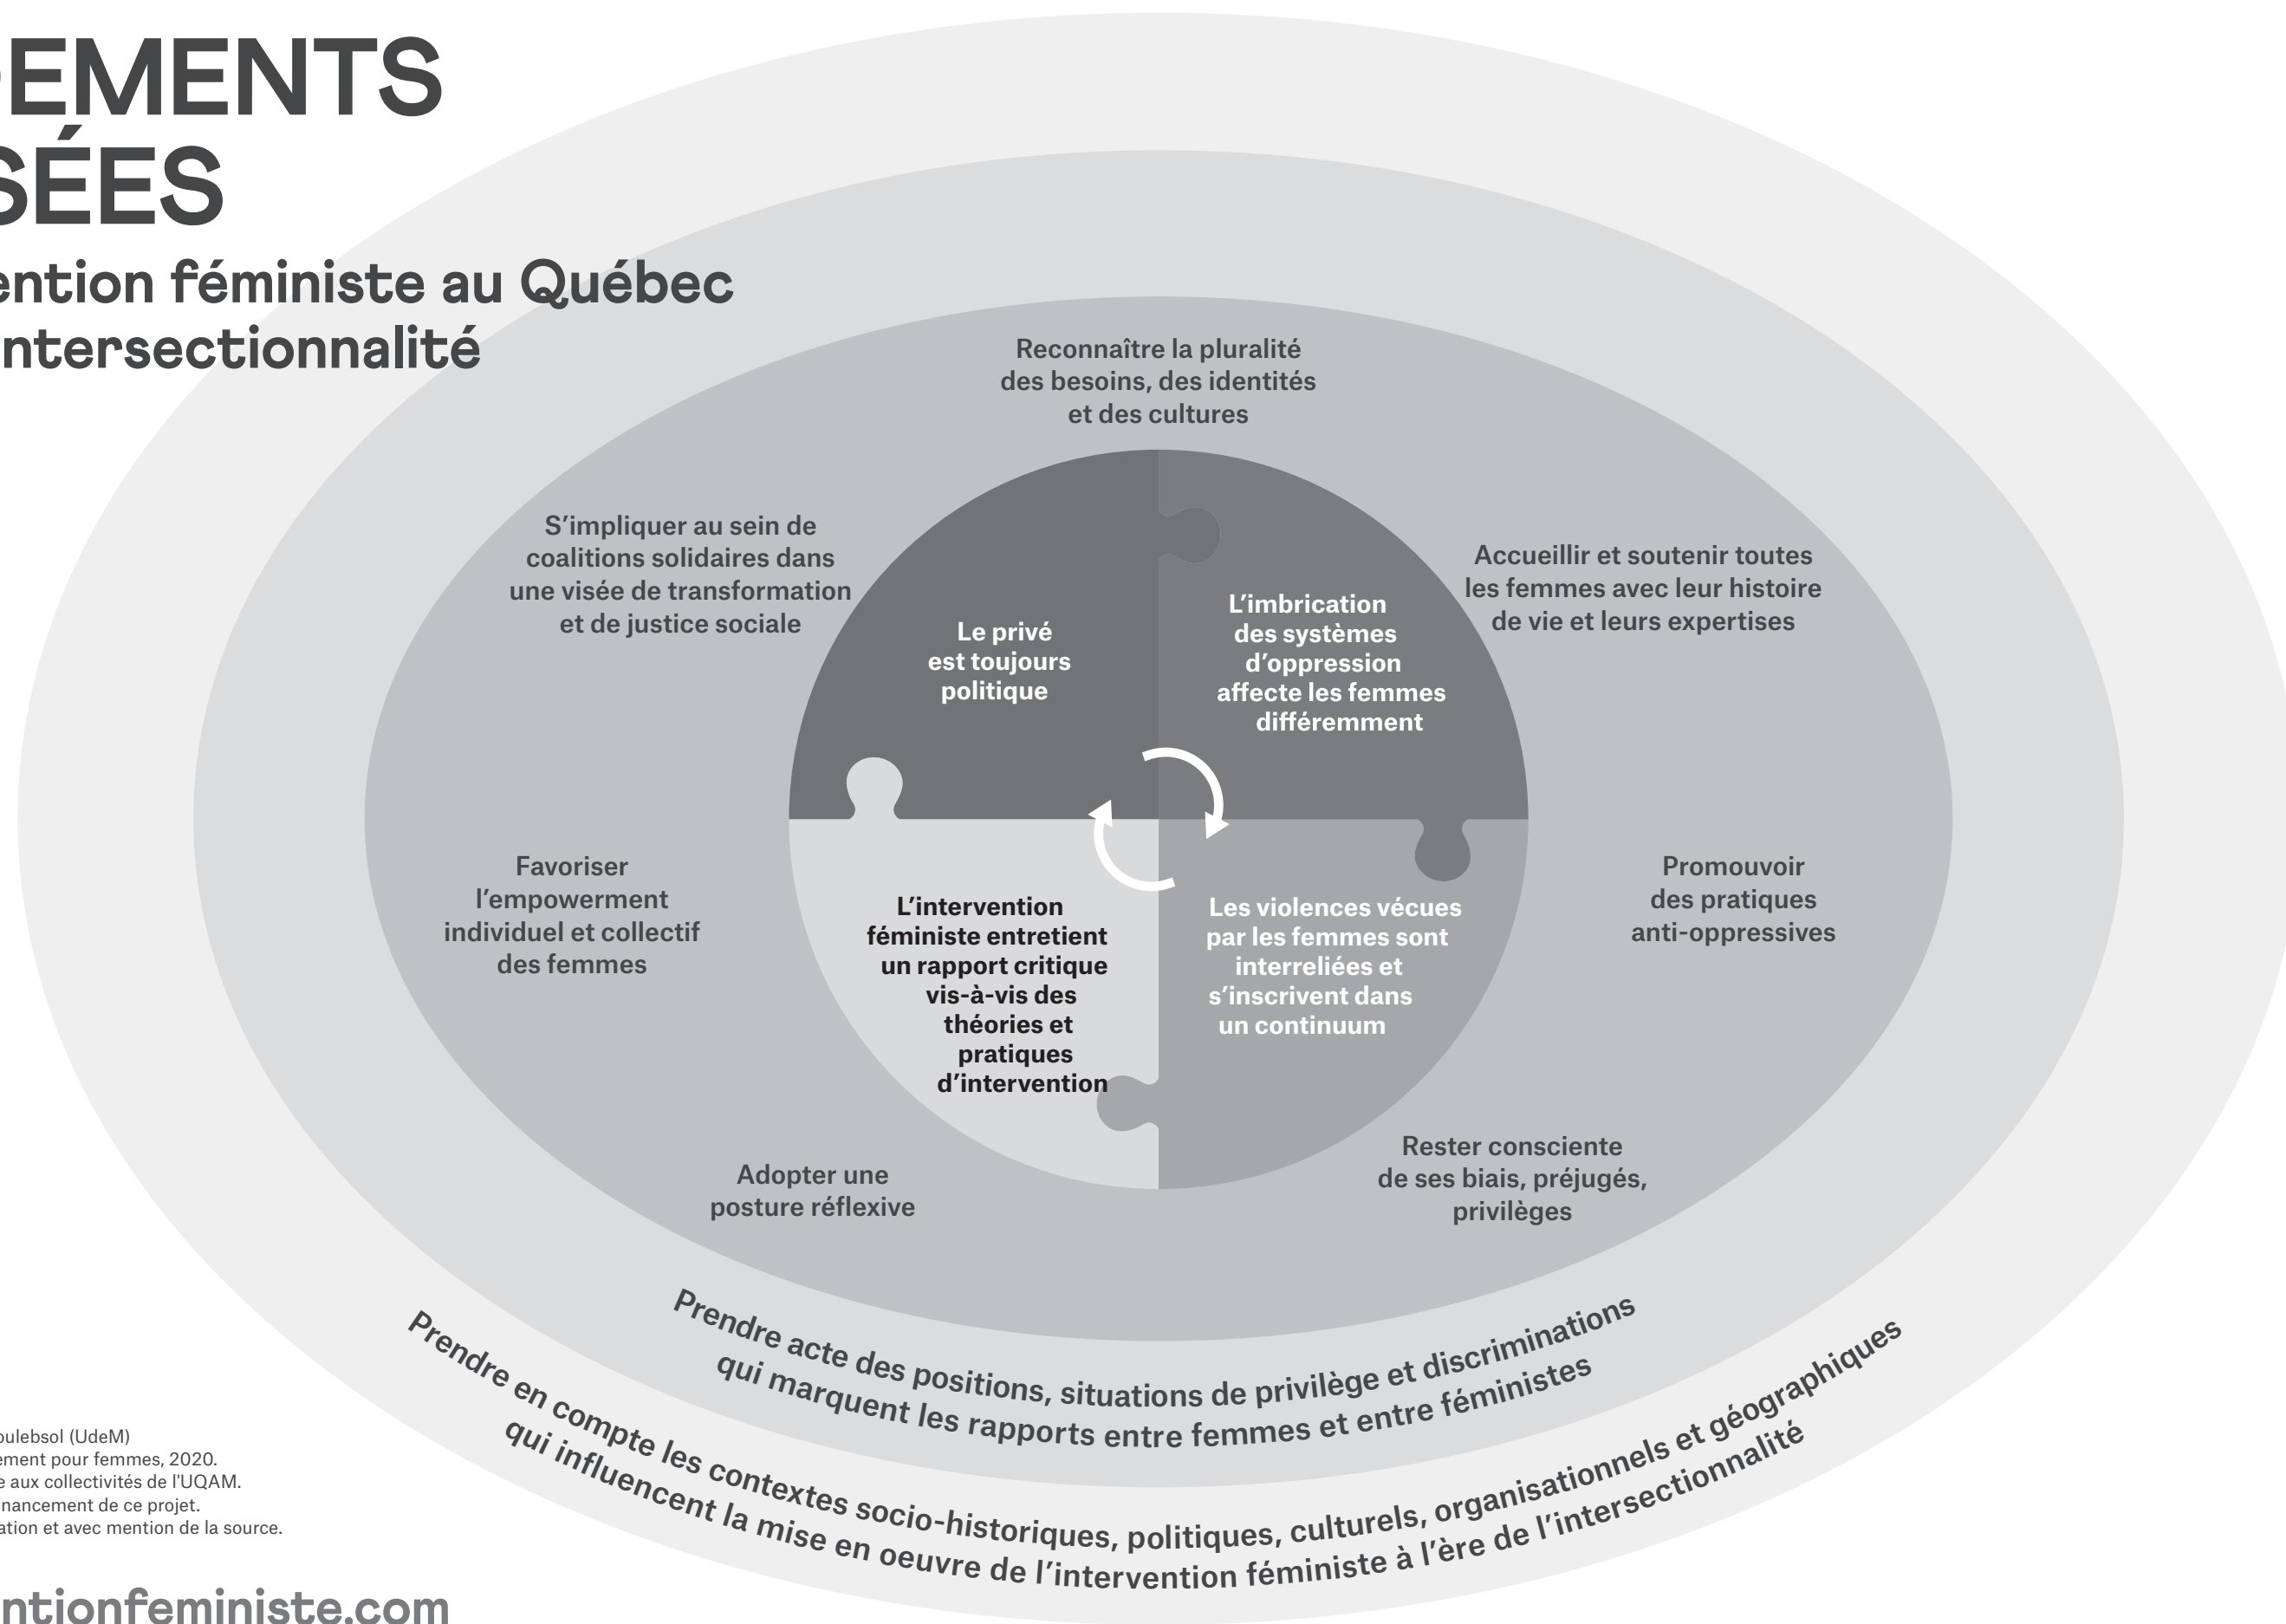 EMENTS
SÉES
ention féministe au Québec
intersectionnalité
Reconnaître la pluralité
des besoins, des identités
et des cultures
S'impliquer au sein de
coalitions solidaires dans
une visée de transformation
et de justice sociale
Accueillir et soutenir toutes
les femmes avec leur histoire
de vie et leurs expertises
Le privé
est toujours
politique
L'imbrication
des systèmes
d'oppression
affecte les femmes
différemment
Favoriser
l'empowerment
individuel et collectif
des femmes
Promouvoir
des pratiques
anti-oppressives
L'intervention
féministe entretient
un rapport critique
vis-à-vis des
théories et
pratiques
d'intervention
Les violences vécues
par les femmes sont
interreliées et
s'inscrivent dans
un continuum
Adopter une
posture réflexive
Rester consciente
de ses biais, préjugés,
privilèges
Prendre acte des positions, situations de privilège et discriminations
qui marquent les rapports entre femmes et entre féministes
Prendre en compte les contextes socio-historiques, politiques, culturels, organisationnels et géographiques
qui influencent la mise en oeuvre de l'intervention féministe à l'ère de l'intersectionnalité
oulebsol (UdeM)
ement pour femmes, 2020.
e aux collectivités de l'UQAM.
nancement de ce projet.
ation et avec mention de la source.
ntionfeministe.com